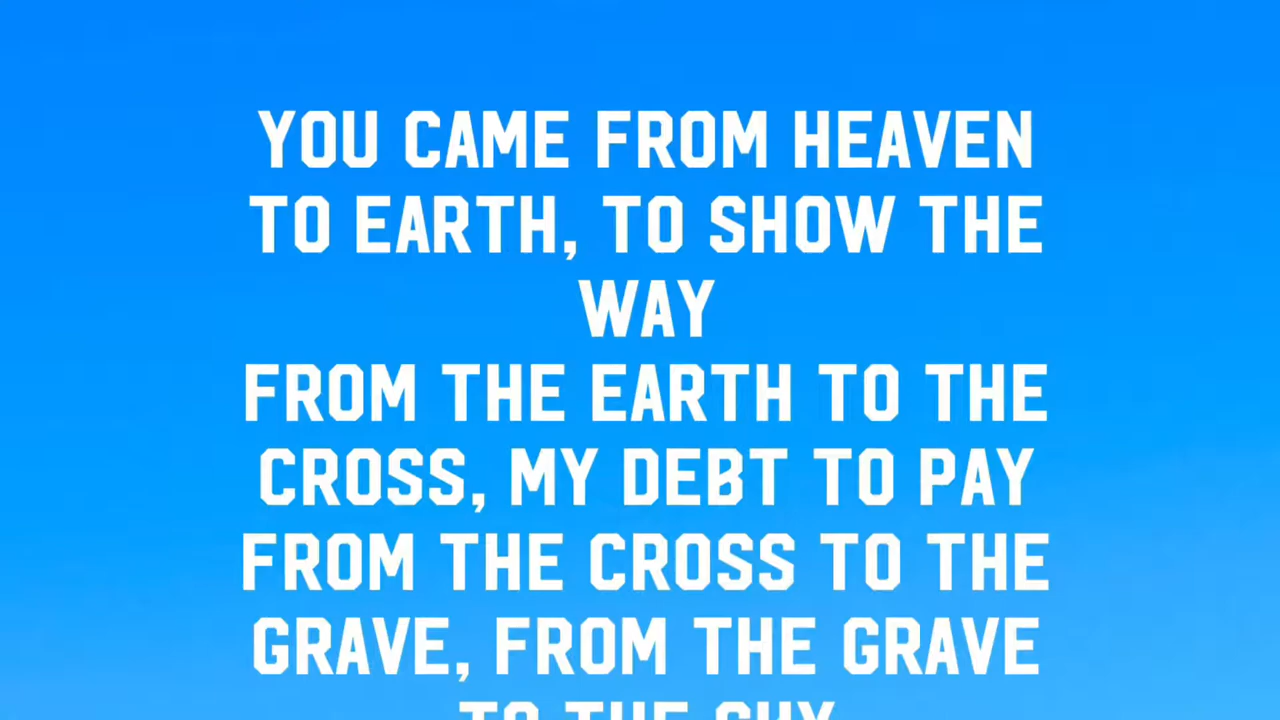 YOU CAME FROM HEAVEN
TO EARTH, TO SHOW THE
WAY
FROM THE EARTH TO THE
CROSS, MY DEBT TO PAY
FROM THE CROSS TO THE
GRAVE, FROM THE GRAVE
TO THE SKY